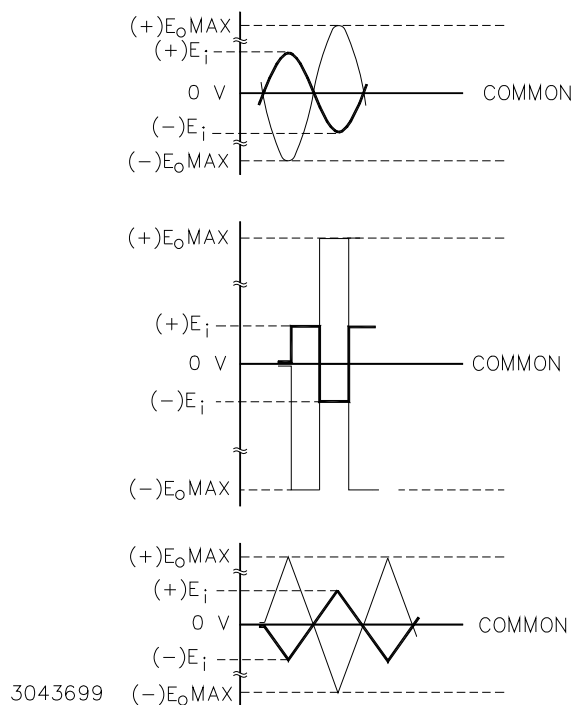 (+)EoMAX
(+)Ei
0 V COMMON
(−)Ei
(−)EoMAX
(+)EoMAX
(+)Ei
0 V COMMON
(−)Ei
(−)EoMAX
(+)EoMAX
(+)Ei
0 V COMMON
(−)Ei
3043699 (−)EoMAX